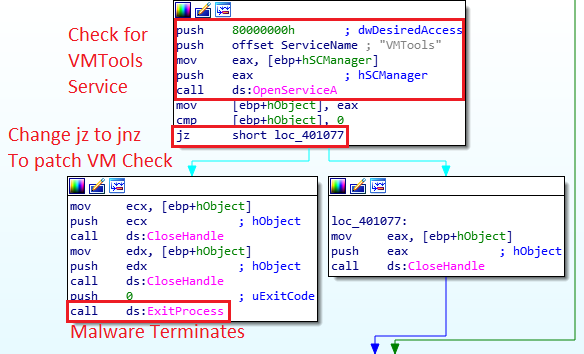 Check for
VMTools
Service
push 80000000h ; dwDesiredAccess
push offset ServiceName ; "VMTools"
mov eax, [ebp+hSCManager]
push eax ; hSCManager
call ds:OpenServiceA
mov [ebp+hObject], eax
cmp [ebp+hObject], 0
jz short loc_401077
Change jz to jnz
To patch VM Check
mov ecx, [ebp+hObject]
push ecx ; hObject
call ds:CloseHandle
mov edx, [ebp+hObject]
push edx ; hObject
call ds:CloseHandle
push 0 ; uExitCode
call ds:ExitProcess
Malware Terminates
loc_401077:
mov eax, [ebp+hObject]
push eax ; hObject
call ds:CloseHandle